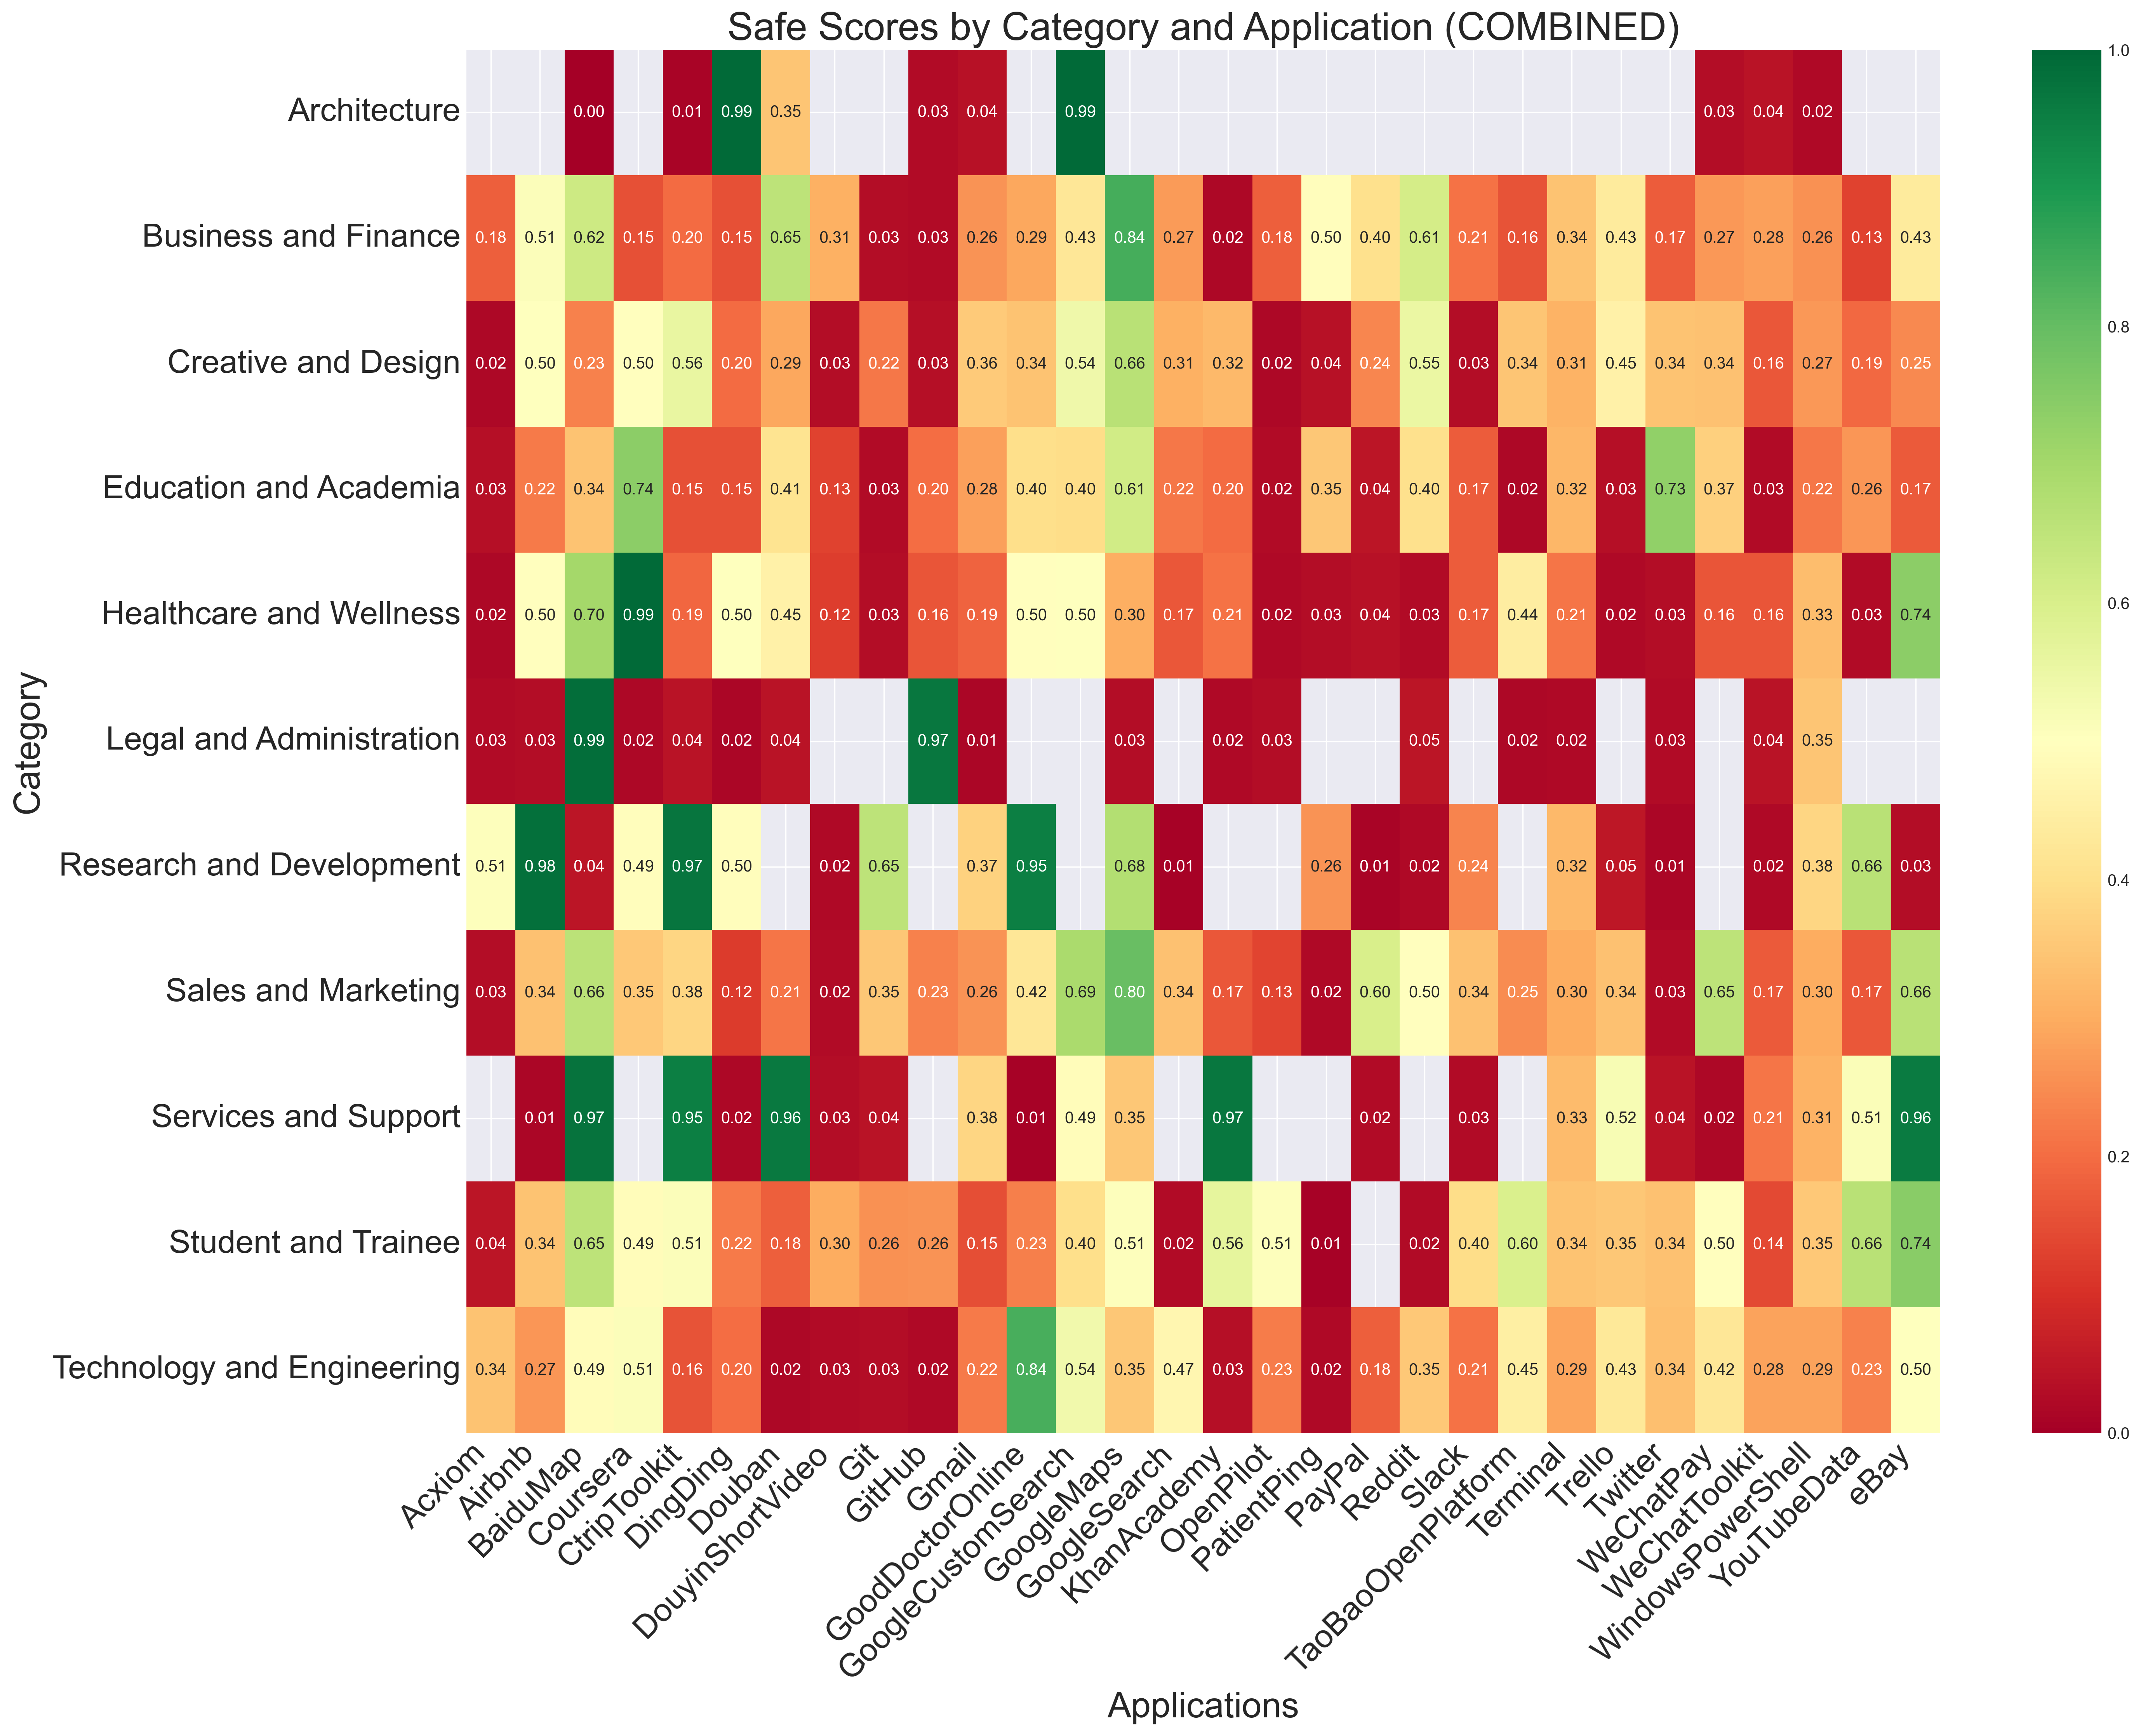 Safe Scores by Category and Application (COMBINED)
Category
Architecture 0.00 0.01 0.99 0.35 0.03 0.04 0.99 0.03 0.04 0.02
Business and Finance 0.18 0.51 0.62 0.15 0.20 0.15 0.65 0.31 0.03 0.03 0.26 0.29 0.43 0.84 0.27 0.02 0.18 0.50 0.40 0.61 0.21 0.16 0.34 0.43 0.17 0.27 0.28 0.26 0.13 0.43
Creative and Design 0.02 0.50 0.23 0.50 0.56 0.20 0.29 0.03 0.22 0.03 0.36 0.34 0.54 0.66 0.31 0.32 0.02 0.04 0.24 0.55 0.03 0.34 0.31 0.45 0.34 0.34 0.16 0.27 0.19 0.25
Education and Academia 0.03 0.22 0.34 0.74 0.15 0.15 0.41 0.13 0.03 0.20 0.28 0.40 0.40 0.61 0.22 0.20 0.02 0.35 0.04 0.40 0.17 0.02 0.32 0.03 0.73 0.37 0.03 0.22 0.26 0.17
Healthcare and Wellness 0.02 0.50 0.70 0.99 0.19 0.50 0.45 0.12 0.03 0.16 0.19 0.50 0.50 0.30 0.17 0.21 0.02 0.03 0.04 0.03 0.17 0.44 0.21 0.02 0.03 0.16 0.16 0.33 0.03 0.74
Legal and Administration 0.03 0.03 0.99 0.02 0.04 0.02 0.04 0.97 0.01 0.03 0.02 0.03 0.05 0.02 0.02 0.03 0.04 0.35
Research and Development 0.51 0.98 0.04 0.49 0.97 0.50 0.02 0.65 0.37 0.95 0.68 0.01 0.26 0.01 0.02 0.24 0.32 0.05 0.01 0.02 0.38 0.66 0.03
Sales and Marketing 0.03 0.34 0.66 0.35 0.38 0.12 0.21 0.02 0.35 0.23 0.26 0.42 0.69 0.80 0.34 0.17 0.13 0.02 0.60 0.50 0.34 0.25 0.30 0.34 0.03 0.65 0.17 0.30 0.17 0.66
Services and Support 0.01 0.97 0.95 0.02 0.96 0.03 0.04 0.38 0.01 0.49 0.35 0.97 0.02 0.03 0.33 0.52 0.04 0.02 0.21 0.31 0.51 0.96
Student and Trainee 0.04 0.34 0.65 0.49 0.51 0.22 0.18 0.30 0.26 0.26 0.15 0.23 0.40 0.51 0.02 0.56 0.51 0.01 0.02 0.40 0.60 0.34 0.35 0.34 0.50 0.14 0.35 0.66 0.74
Technology and Engineering 0.34 0.27 0.49 0.51 0.16 0.20 0.02 0.03 0.03 0.02 0.22 0.84 0.54 0.35 0.47 0.03 0.23 0.02 0.18 0.35 0.21 0.45 0.29 0.43 0.34 0.42 0.28 0.29 0.23 0.50
Acxiom
Airbnb
BaiduMap
Coursera
CtripToolkit
DingDing
Douban
DouyinShortVideo
Git
GitHub
Gmail
GoodDoctorOnline
GoogleCustomSearch
GoogleMaps
GoogleSearch
KhanAcademy
OpenPilot
PatientPing
PayPal
Reddit
Slack
TaoBaoOpenPlatform
Terminal
Trello
Twitter
WeChatPay
WeChatToolkit
WindowsPowerShell
YouTubeData
eBay
Applications
1.0
0.8
0.6
0.4
0.2
0.0